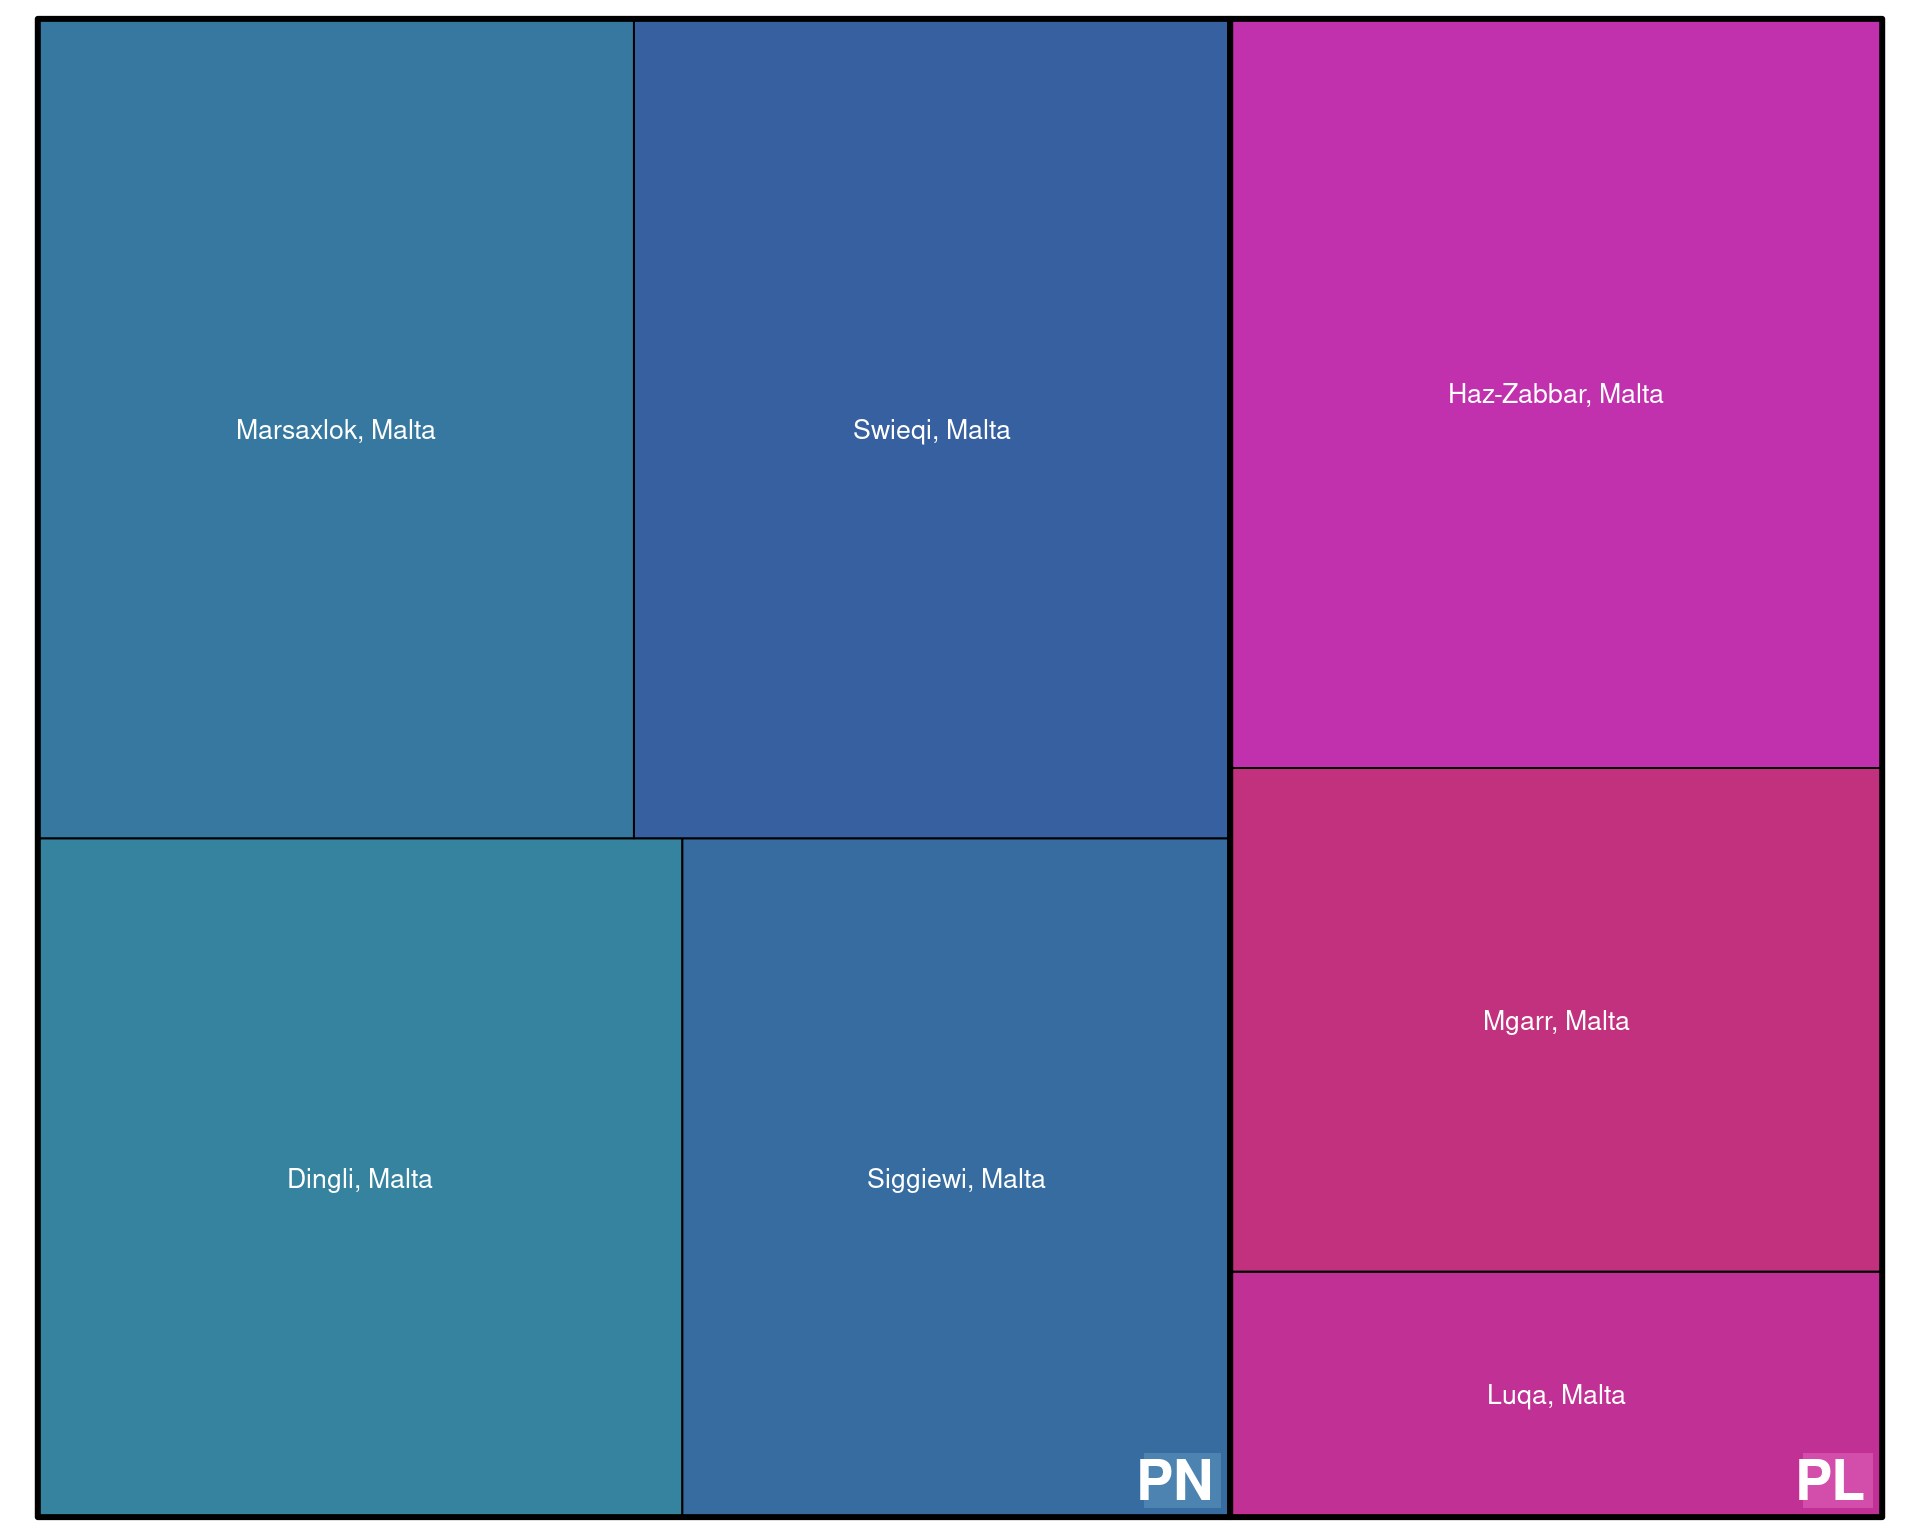 Marsaxlok, Malta
Swieqi, Malta
Haz-Zabbar, Malta
Dingli, Malta
Siggiewi, Malta
Mgarr, Malta
Luqa, Malta
PN
PL